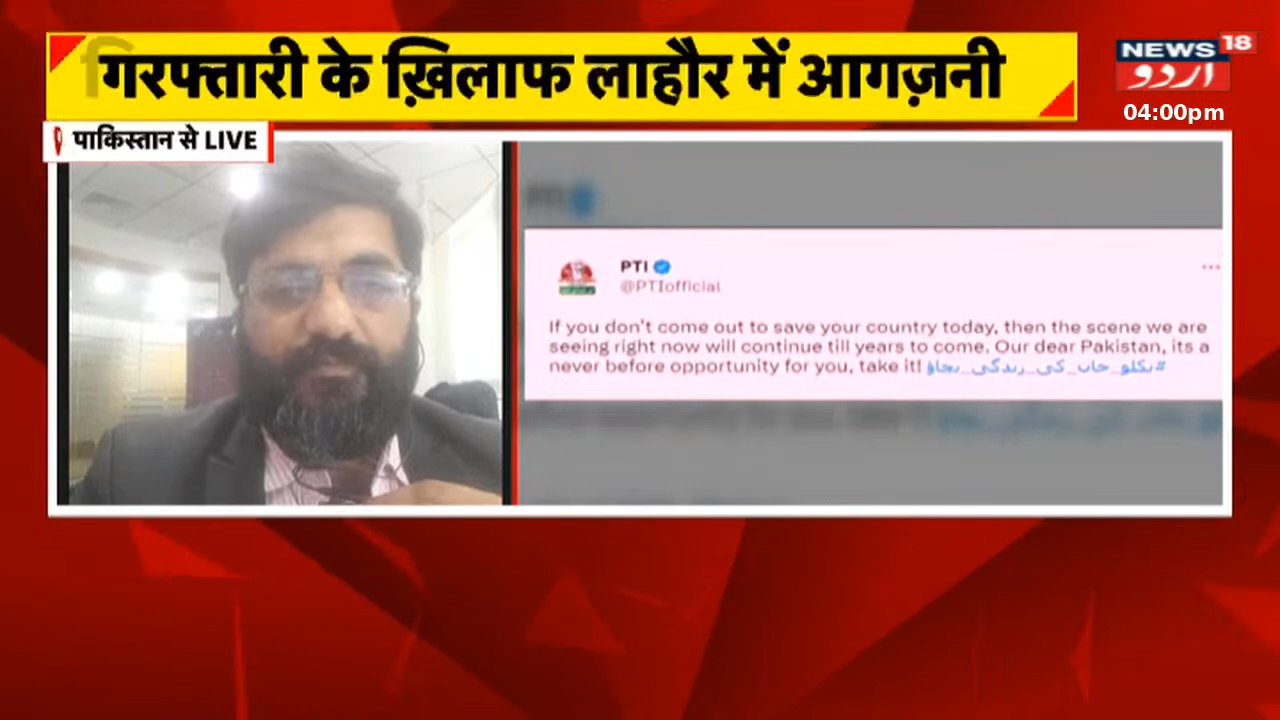 गिरफ्तारी के ख़िलाफ लाहौर में आगज़नी
NEWS 18
اردو
04:00pm
पाकिस्तान से LIVE
PTI
PTI
@PTIofficial
If you don't come out to save your country today, then the scene we are
seeing right now will continue till years to come. Our dear Pakistan, its a
never before opportunity for you, take it! #نکلو_خان_کی_زندگی_بچاؤ